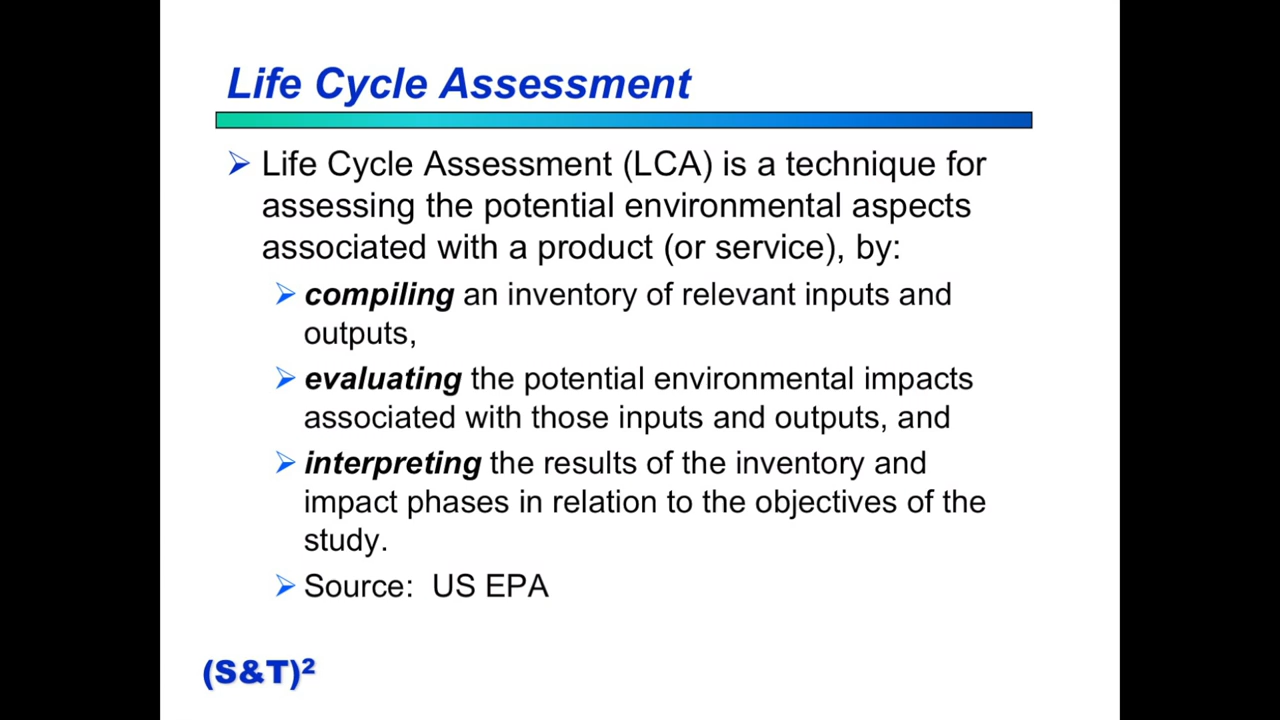 Life Cycle Assessment
Life Cycle Assessment (LCA) is a technique for
assessing the potential environmental aspects
associated with a product (or service), by:
compiling an inventory of relevant inputs and
outputs,
evaluating the potential environmental impacts
associated with those inputs and outputs, and
interpreting the results of the inventory and
impact phases in relation to the objectives of the
study.
Source: US EPA
(S&T)²